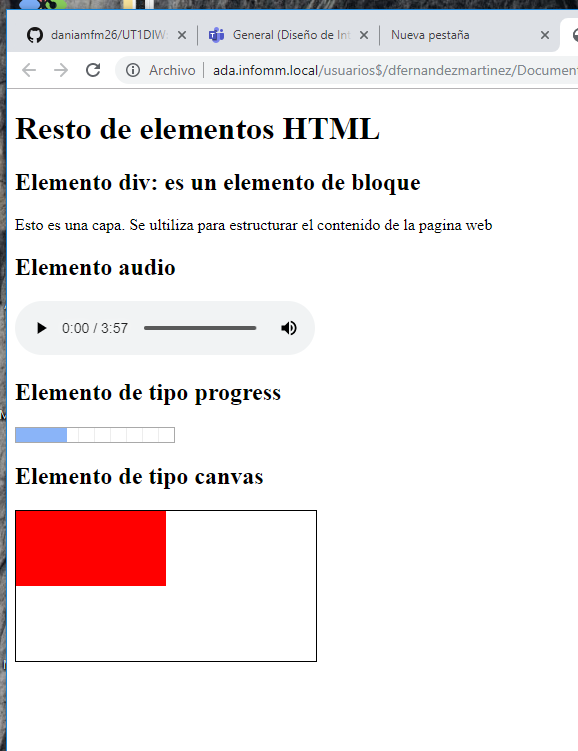 daniamfm26/UT1DIW
General (Diseño de Int
Nueva pestaña
Archivo
ada.infomm.local/usuarios$/dfernandezmartinez/Document
Resto de elementos HTML
Elemento div: es un elemento de bloque
Esto es una capa. Se ultiliza para estructurar el contenido de la pagina web
Elemento audio
0:00 / 3:57
Elemento de tipo progress
Elemento de tipo canvas